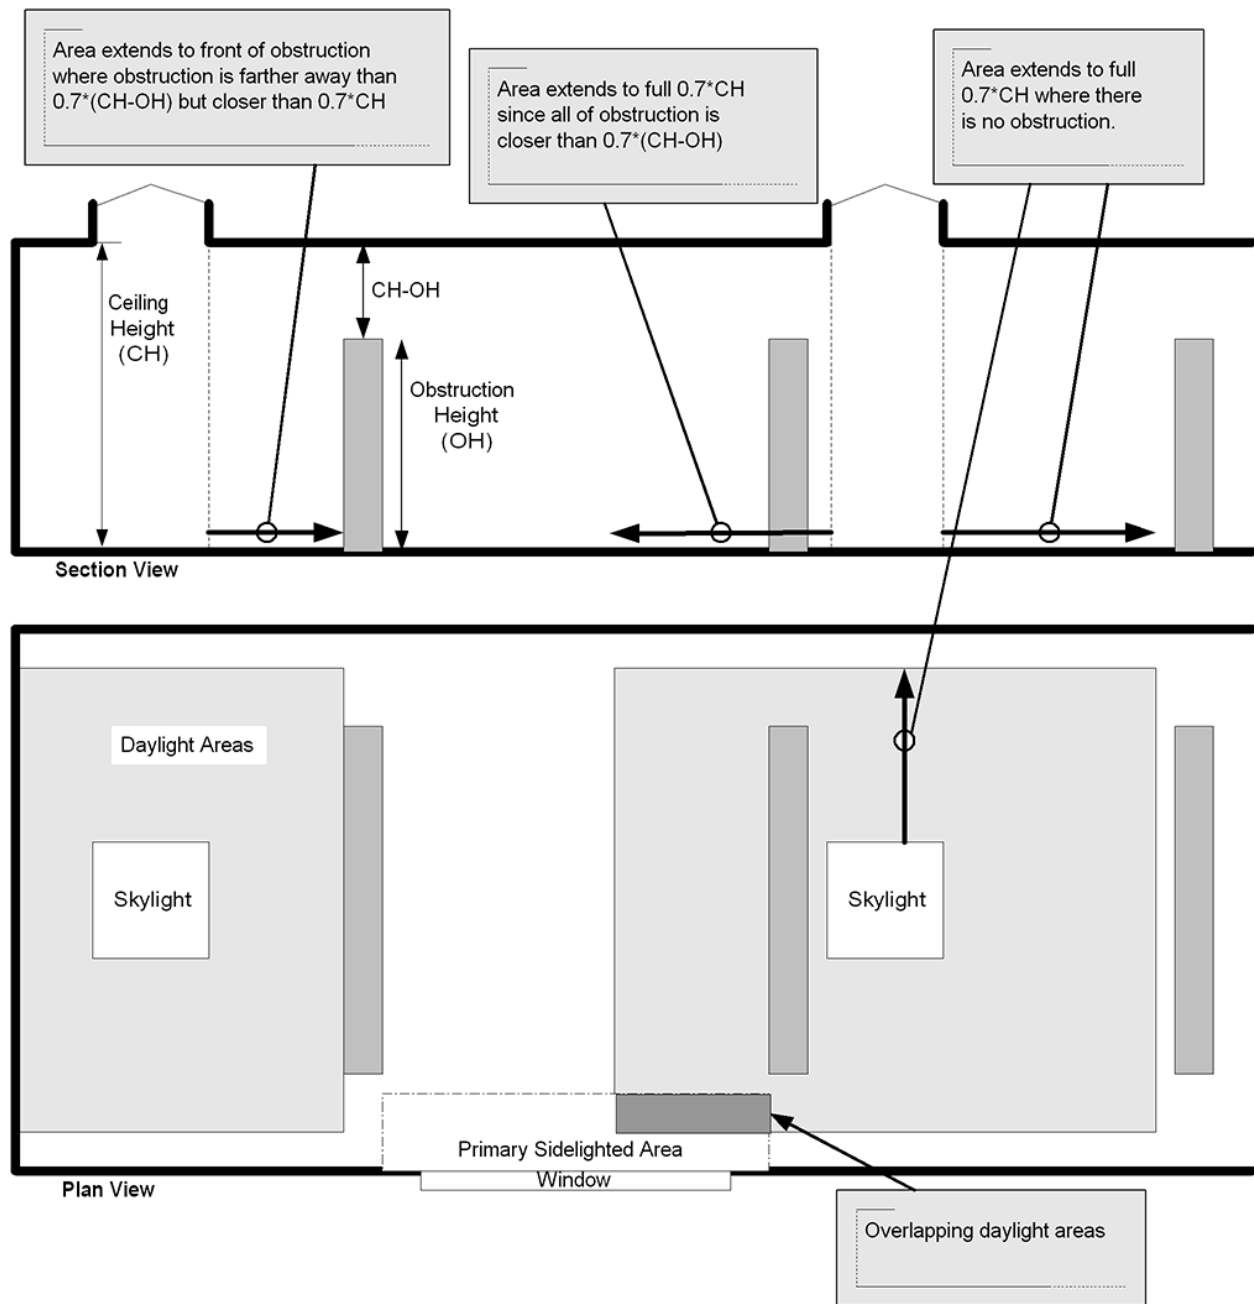 Area extends to front of obstruction
where obstruction is farther away than
0.7*(CH-OH) but closer than 0.7*CH
Area extends to full 0.7*CH
since all of obstruction is
closer than 0.7*(CH-OH)
Area extends to full
0.7*CH where there
is no obstruction.
Ceiling
Height
(CH)
CH-OH
Obstruction
Height
(OH)
Section View
Daylight Areas
Skylight
Skylight
Primary Sidelighted Area
Window
Plan View
Overlapping daylight areas